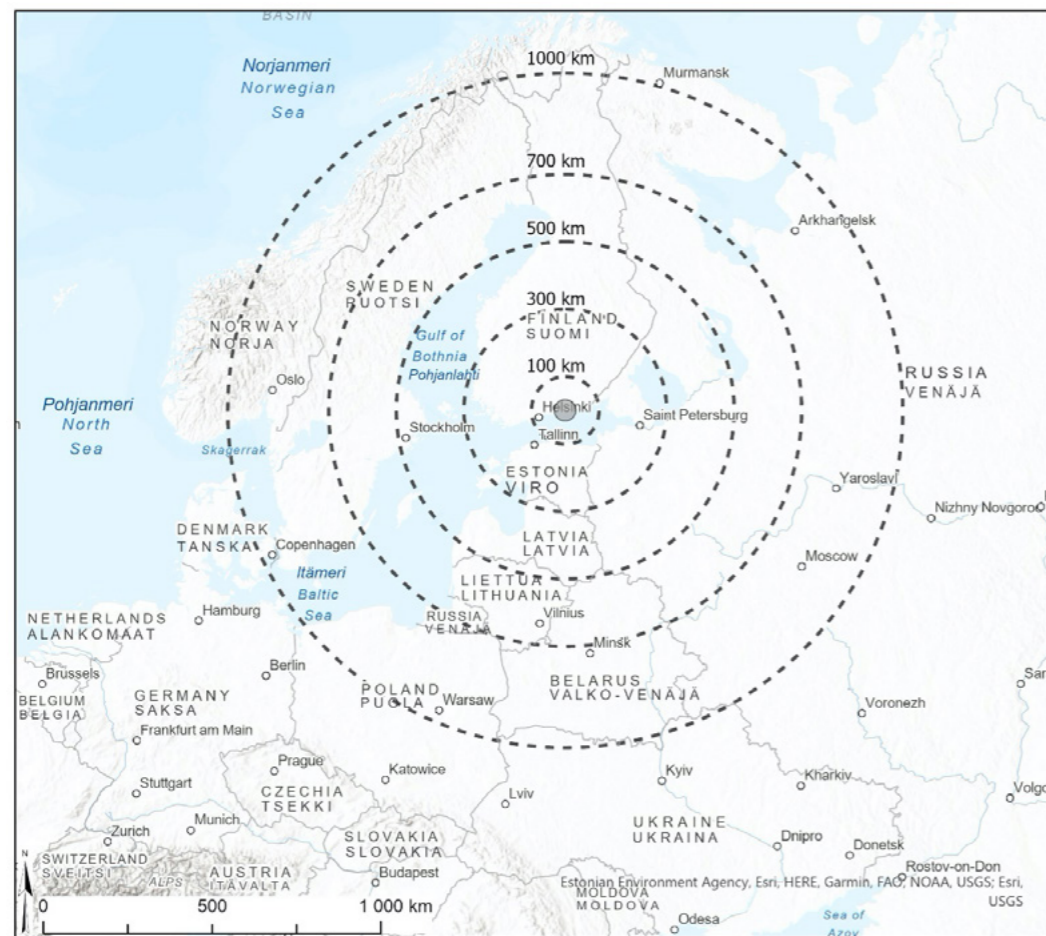 BASIN
1000 km
Norjanmeri
Norwegian
Sea
Murmansk
700 km
Arkhangelsk
500 km
SWEDEN
RUOTSI
300 km
FINLAND
SUOMI
NORWAY
NORJA
Gulf of
Bothnia
Pohjanlahti
100 km
RUSSIA
VENÄJÄ
Oslo
Pohjanmeri
North
Sea
Helsinki
Saint Petersburg
Stockholm
Tallinn
Skagerrak
ESTONIA
VIRO
Yaroslavl
Nizhny Novgorod
DENMARK
TANSKA
Copenhagen
LATVIA
LATVIA
Moscow
Itämeri
Baltic
Sea
LIETTUA
LITHUANIA
Hamburg
NETHERLANDS
ALANKOMAAT
RUSSIA
VENÄJÄ
Vilnius
Minsk
Berlin
Brussels
BELGIUM
BELGIA
GERMANY
SAKSA
POLAND
PUOLA
Warsaw
BELARUS
VALKO-VENÄJÄ
Voronezh
Frankfurt am Main
Prague
Katowice
Kyiv
Kharkiv
Stuttgart
CZECHIA
TSEKKI
Lviv
Munich
Zurich
SLOVAKIA
SLOVAKIA
UKRAINE
UKRAINA
Dnipro
Donetsk
SWITZERLAND
SVEITSI
ALPS
AUSTRIA
ITÄVALTA
Budapest
Rostov-on-Don
Estonian Environment Agency, Esri, HERE, Garmin, FAO, NOAA, USGS; Esri,
USGS
MOLDOVA
MOLDOVA
Odesa
Sea of
Azov
N
0 500 1 000 km